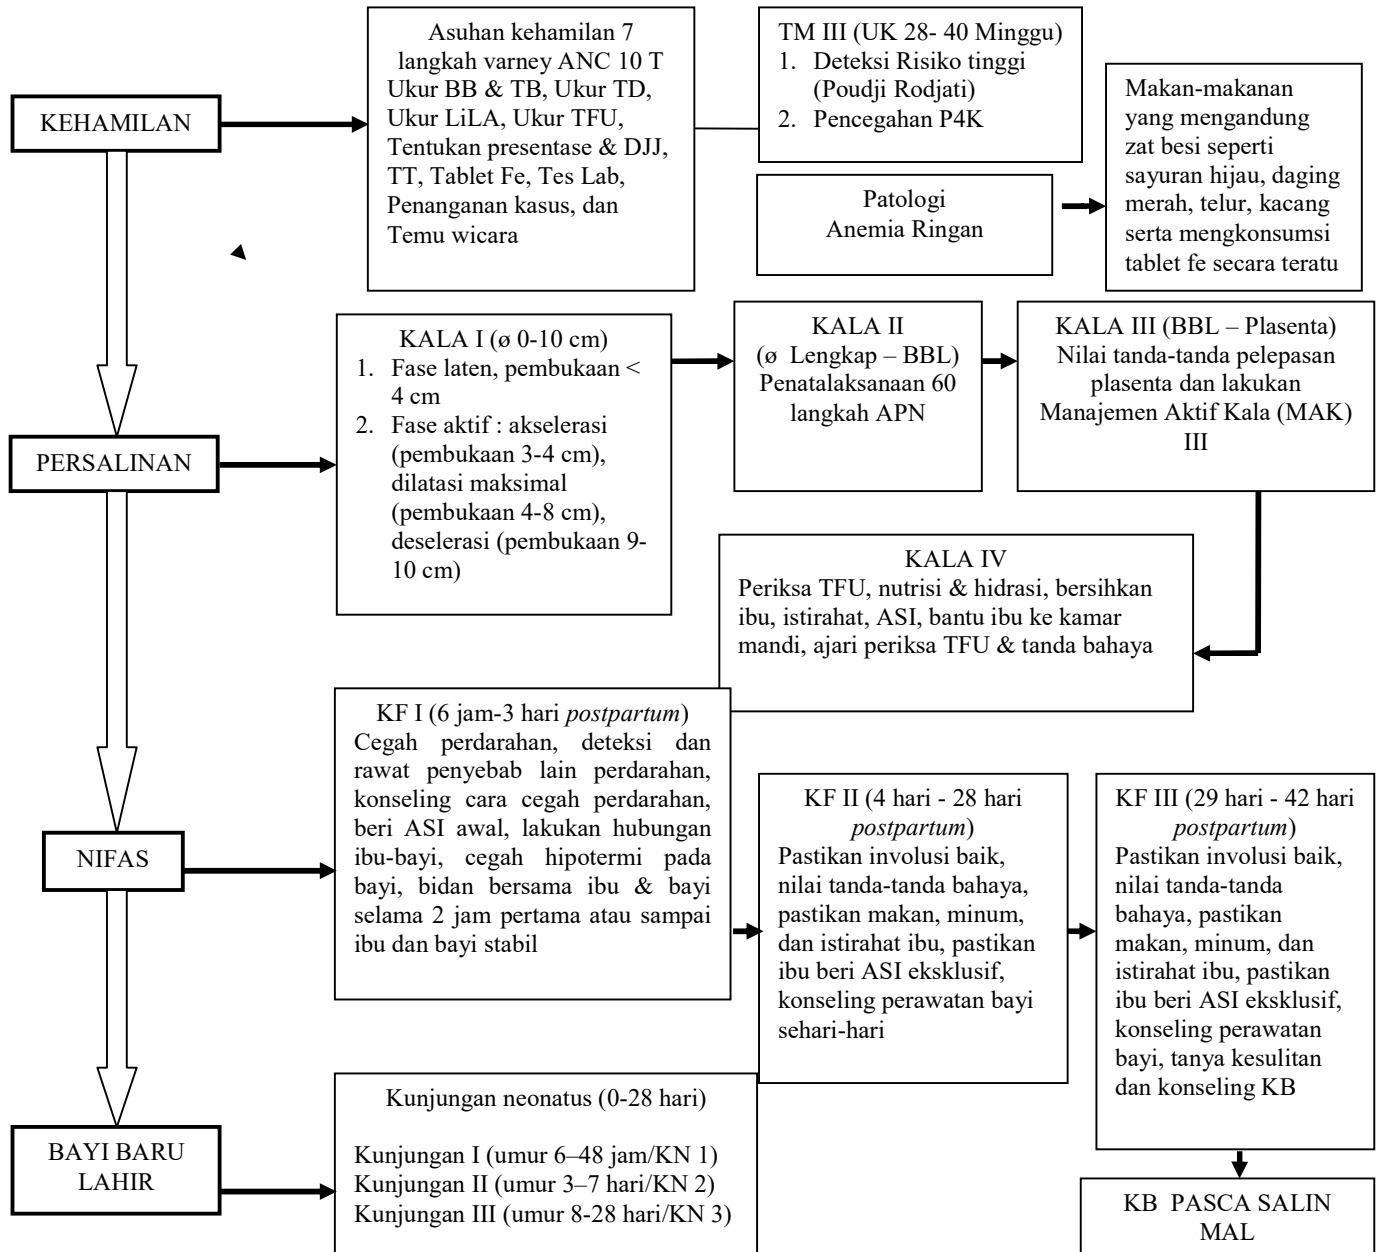 KEHAMILAN
Asuhan kehamilan 7
langkah varney ANC 10 T
Ukur BB & TB, Ukur TD,
Ukur LiLA, Ukur TFU,
Tentukan presentase & DJJ,
TT, Tablet Fe, Tes Lab,
Penanganan kasus, dan
Temu wicara
TM III (UK 28- 40 Minggu)
1. Deteksi Risiko tinggi
(Poudji Rodjati)
2. Pencegahan P4K
Patologi
Anemia Ringan
Makan-makanan
yang mengandung
zat besi seperti
sayuran hijau, daging
merah, telur, kacang
serta mengkonsumsi
tablet fe secara teratu
PERSALINAN
KALA I (ø 0-10 cm)
1. Fase laten, pembukaan <
4 cm
2. Fase aktif : akselerasi
(pembukaan 3-4 cm),
dilatasi maksimal
(pembukaan 4-8 cm),
deselerasi (pembukaan 9-
10 cm)
KALA II
(ø Lengkap – BBL)
Penatalaksanaan 60
langkah APN
KALA III (BBL – Plasenta)
Nilai tanda-tanda pelepasan
plasenta dan lakukan
Manajemen Aktif Kala (MAK)
III
KALA IV
Periksa TFU, nutrisi & hidrasi, bersihkan
ibu, istirahat, ASI, bantu ibu ke kamar
mandi, ajari periksa TFU & tanda bahaya
NIFAS
KF I (6 jam-3 hari postpartum)
Cegah perdarahan, deteksi dan
rawat penyebab lain perdarahan,
konseling cara cegah perdarahan,
beri ASI awal, lakukan hubungan
ibu-bayi, cegah hipotermi pada
bayi, bidan bersama ibu & bayi
selama 2 jam pertama atau sampai
ibu dan bayi stabil
KF II (4 hari - 28 hari
postpartum)
Pastikan involusi baik,
nilai tanda-tanda bahaya,
pastikan makan, minum,
dan istirahat ibu, pastikan
ibu beri ASI eksklusif,
konseling perawatan bayi
sehari-hari
KF III (29 hari - 42 hari
postpartum)
Pastikan involusi baik,
nilai tanda-tanda
bahaya, pastikan
makan, minum, dan
istirahat ibu, pastikan
ibu beri ASI eksklusif,
konseling perawatan
bayi, tanya kesulitan
dan konseling KB
BAYI BARU
LAHIR
Kunjungan neonatus (0-28 hari)
Kunjungan I (umur 6–48 jam/KN 1)
Kunjungan II (umur 3–7 hari/KN 2)
Kunjungan III (umur 8-28 hari/KN 3)
KB PASCA SALIN
MAL